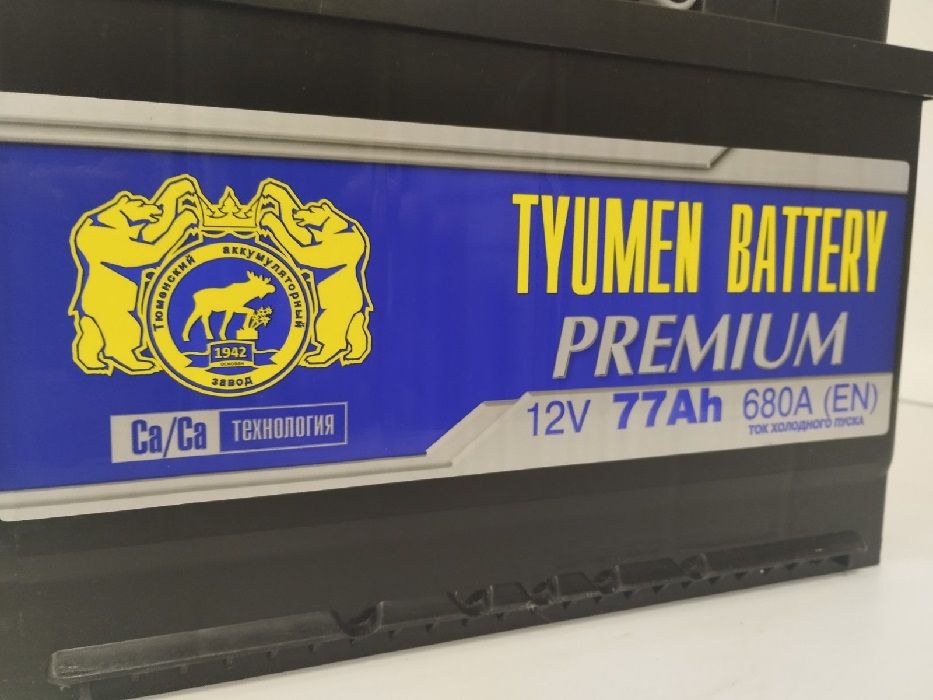 Тюменский аккумуляторный
1942
основан
завод
Ca/Ca технология
TYUMEN BATTERY
PREMIUM
12V 77Ah 680A (EN)
ТОК ХОЛОДНОГО ПУСКА